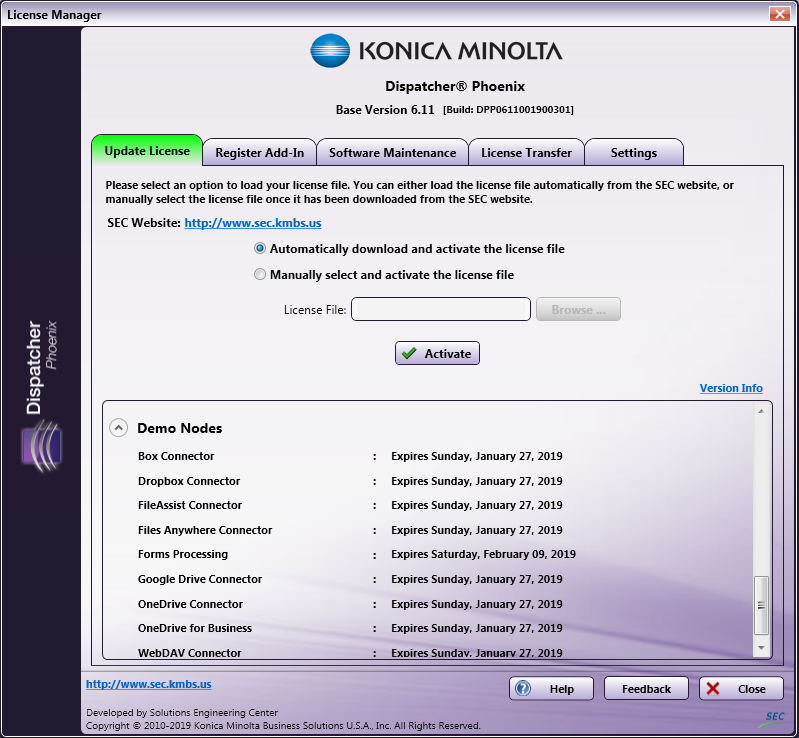 License Manager
KONICA MINOLTA
Dispatcher® Phoenix
Base Version 6.11 [Build: DPP0611001900301]
Update License Register Add-In Software Maintenance License Transfer Settings
Please select an option to load your license file. You can either load the license file automatically from the SEC website, or
manually select the license file once it has been downloaded from the SEC website.
SEC Website: http://www.sec.kmbs.us
Automatically download and activate the license file
Manually select and activate the license file
License File: Browse ...
Activate
Version Info
Dispatcher
Phoenix
Demo Nodes
Box Connector : Expires Sunday, January 27, 2019
Dropbox Connector : Expires Sunday, January 27, 2019
FileAssist Connector : Expires Sunday, January 27, 2019
Files Anywhere Connector : Expires Sunday, January 27, 2019
Forms Processing : Expires Saturday, February 09, 2019
Google Drive Connector : Expires Sunday, January 27, 2019
OneDrive Connector : Expires Sunday, January 27, 2019
OneDrive for Business : Expires Sunday, January 27, 2019
WebDAV Connector : Expires Sunday, January 27, 2019
http://www.sec.kmbs.us
Help Feedback Close
Developed by Solutions Engineering Center
Copyright © 2010-2019 Konica Minolta Business Solutions U.S.A., Inc. All Rights Reserved.
SEC